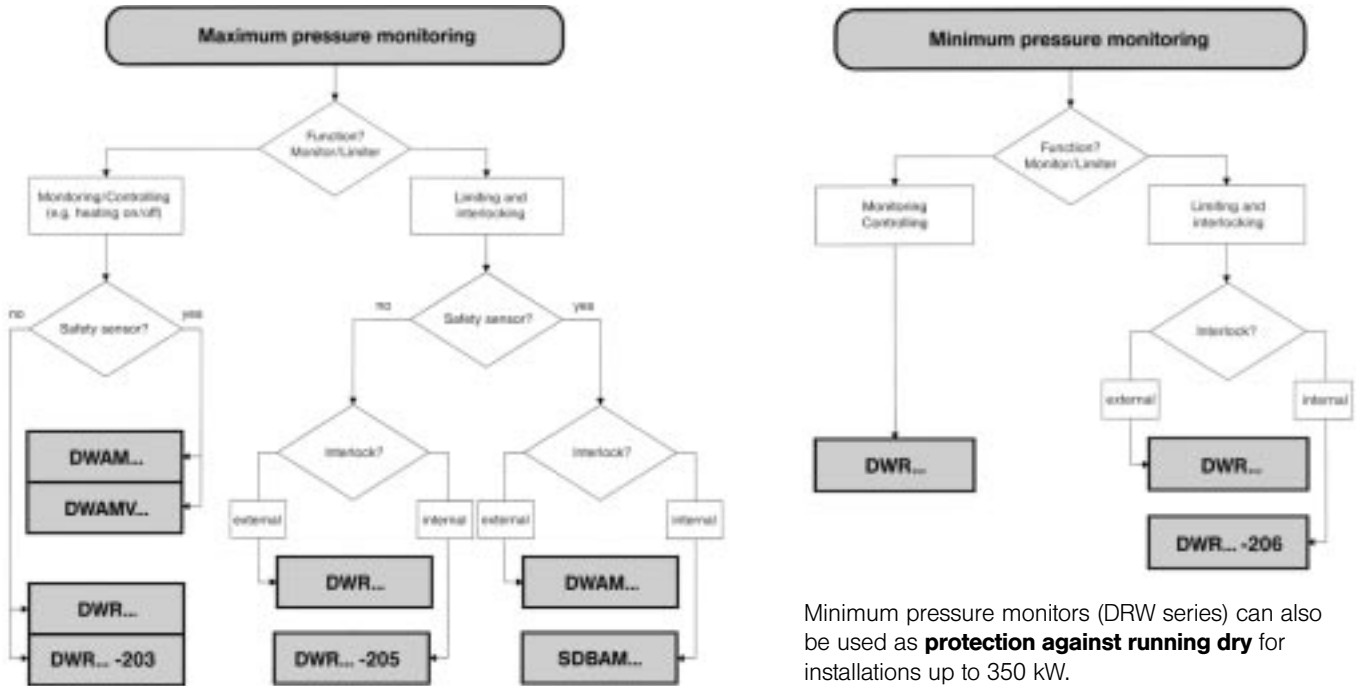 Maximum pressure monitoring
Function?
Monitor/Limiter
Monitoring/Controlling
(e.g. heating on/off)
Limiting and
interlocking
no
Safety sensor?
yes
no
Safety sensor?
yes
DWAM...
DWAMV...
Interlock?
Interlock?
external
internal
external
internal
DWR...
DWR... -203
DWR...
DWR... -205
DWAM...
SDBAM...
Minimum pressure monitoring
Function?
Monitor/Limiter
Monitoring
Controlling
Limiting and
interlocking
Interlock?
external
internal
DWR...
DWR...
DWR... -206
Minimum pressure monitors (DRW series) can also
be used as protection against running dry for
installations up to 350 kW.